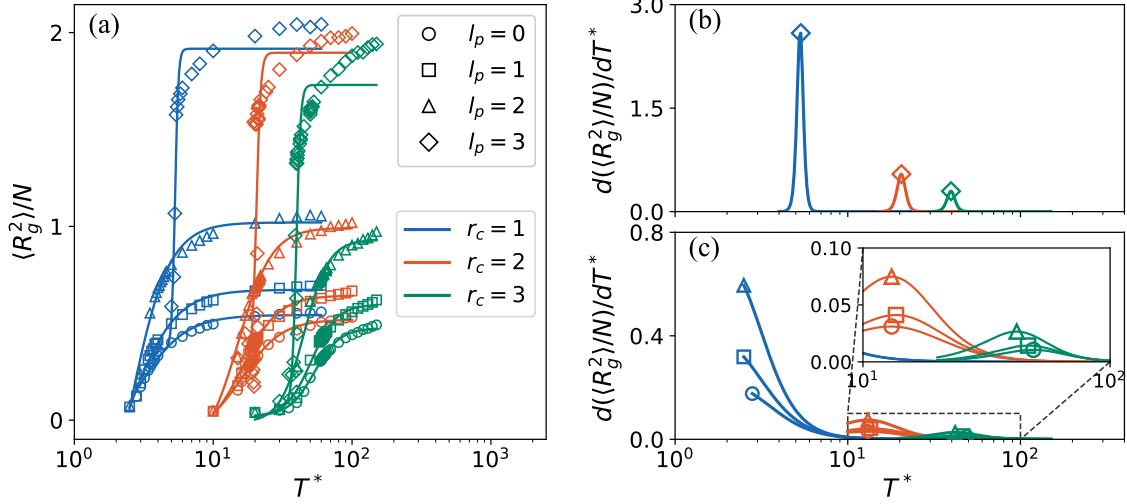 (a)
l_p = 0
l_p = 1
l_p = 2
l_p = 3
r_c = 1
r_c = 2
r_c = 3
⟨R_g^2⟩/N
2
1
0
10^0
10^1
10^2
10^3
T^*
(b)
d(⟨R_g^2⟩/N)/dT^*
3.0
1.5
0.0
(c)
d(⟨R_g^2⟩/N)/dT^*
0.8
0.4
0.0
0.10
0.05
0.00
10^1
10^2
10^0
10^1
10^2
T^*